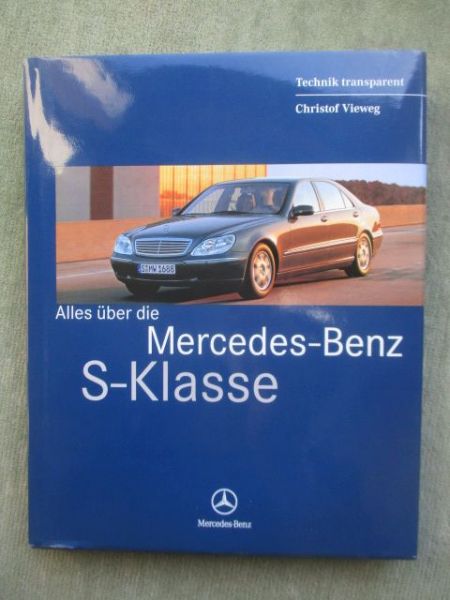 Technik transparent
Christof Vieweg
S·MW 1688
Alles über die
Mercedes-Benz
S-Klasse
Mercedes-Benz